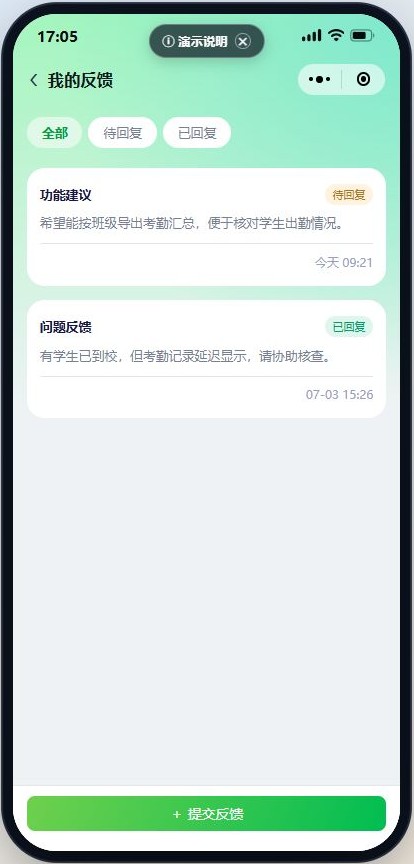 17:05
演示说明
我的反馈
全部 待回复 已回复
功能建议 待回复
希望能按班级导出考勤汇总，便于核对学生出勤情况。
今天 09:21
问题反馈 已回复
有学生已到校，但考勤记录延迟显示，请协助核查。
07-03 15:26
+ 提交反馈